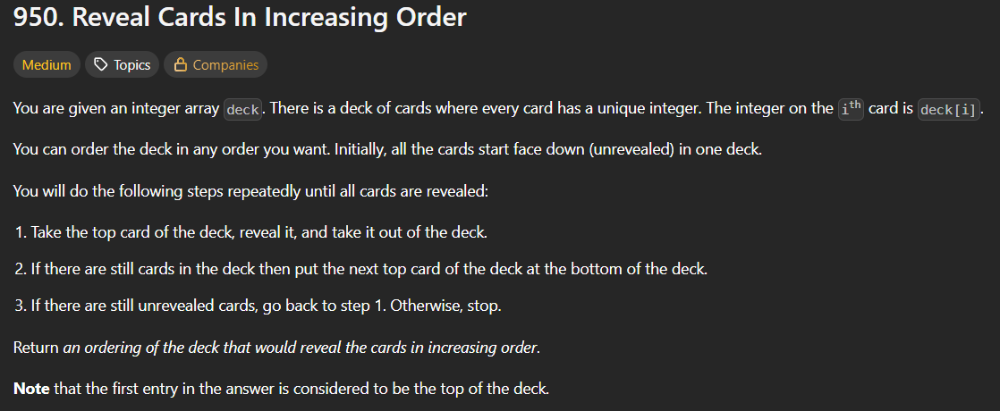 950. Reveal Cards In Increasing Order
Medium Topics Companies
You are given an integer array deck. There is a deck of cards where every card has a unique integer. The integer on the ith card is deck[i].
You can order the deck in any order you want. Initially, all the cards start face down (unrevealed) in one deck.
You will do the following steps repeatedly until all cards are revealed:
1. Take the top card of the deck, reveal it, and take it out of the deck.
2. If there are still cards in the deck then put the next top card of the deck at the bottom of the deck.
3. If there are still unrevealed cards, go back to step 1. Otherwise, stop.
Return an ordering of the deck that would reveal the cards in increasing order.
Note that the first entry in the answer is considered to be the top of the deck.